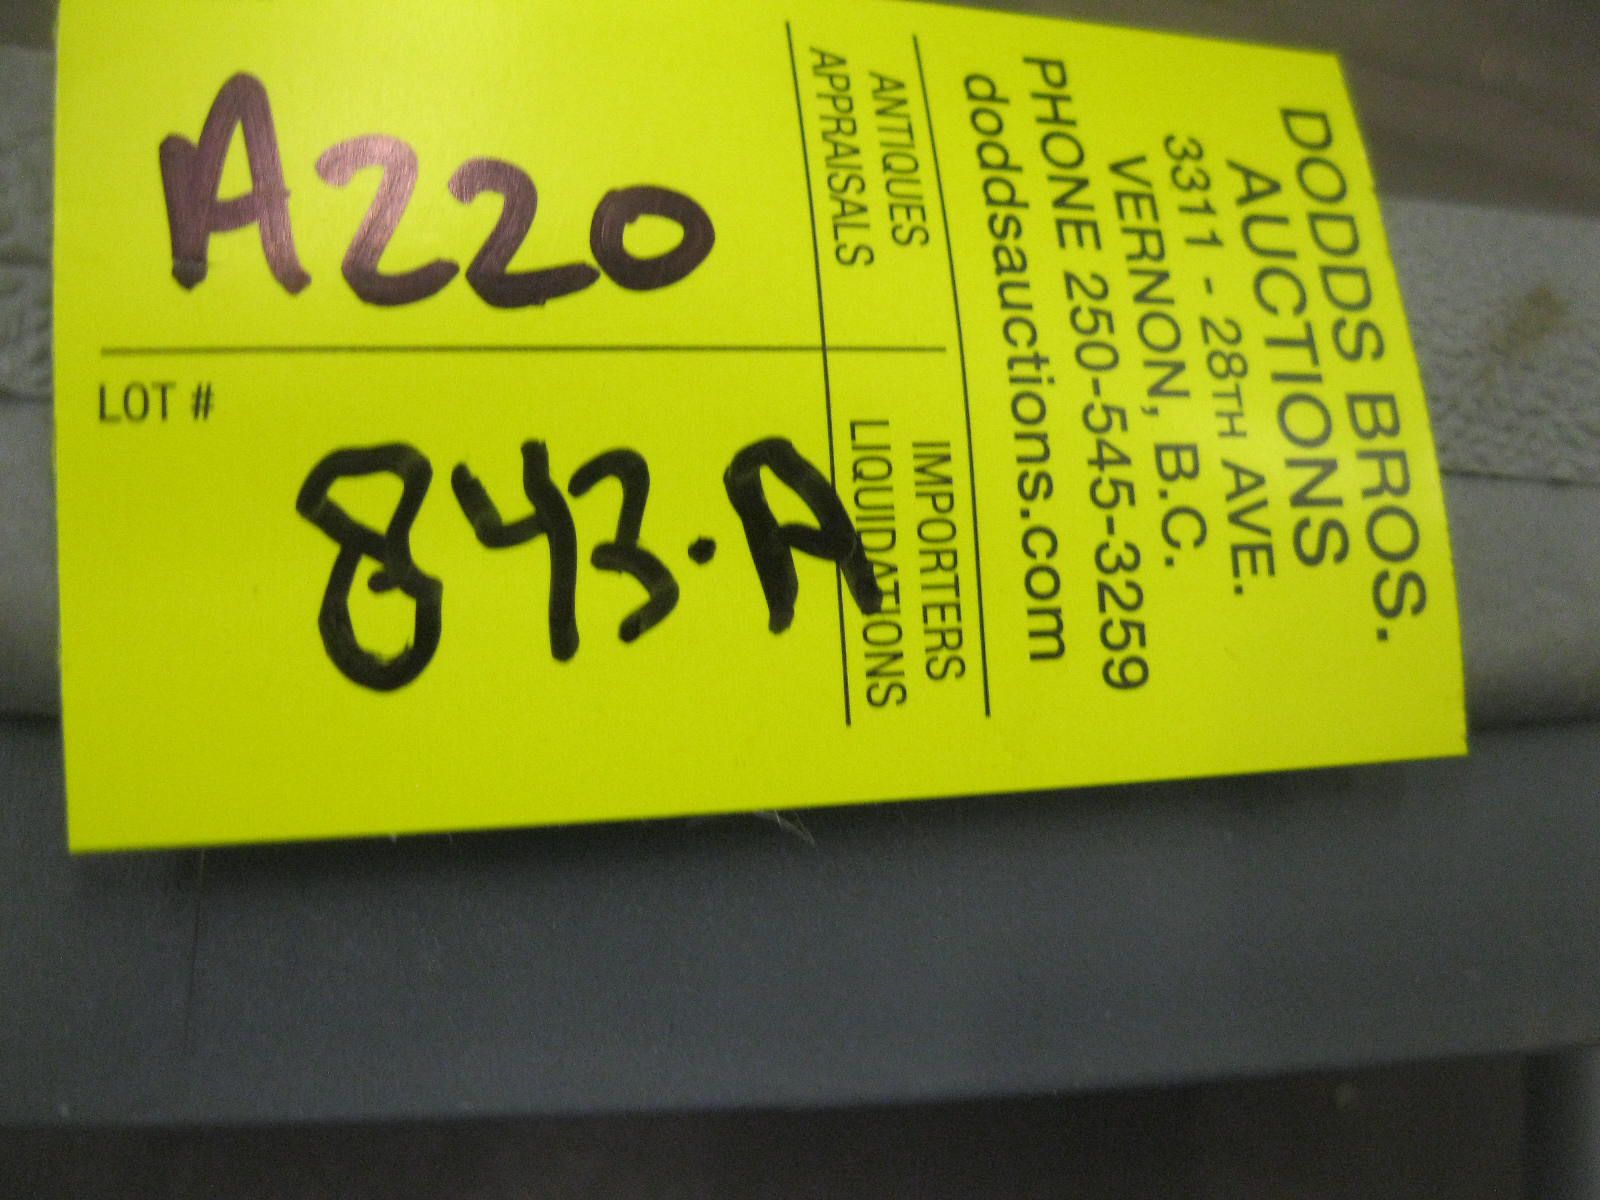 DODDS BROS.
AUCTIONS
3311 - 28TH AVE.
VERNON, B.C.
PHONE 250-545-3259
doddsauctions.com
ANTIQUES IMPORTERS
APPRAISALS LIQUIDATIONS
A220
LOT #
843.A